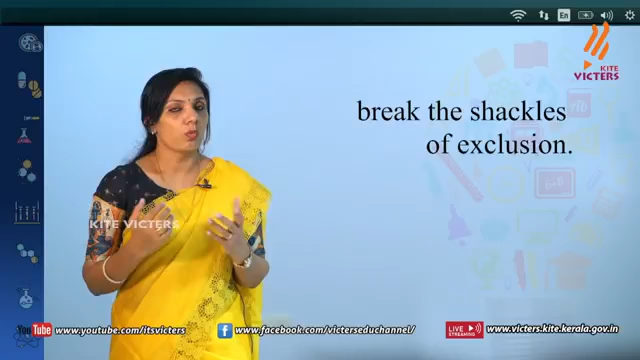 En
KITE
VICTERS
break the shackles
of exclusion.
KITE VICTERS
YouTube www.youtube.com/itsvicters
f www.facebook.com/victerseduchannel/
LIVE
STREAMING
www.victers.kite.kerala.gov.in